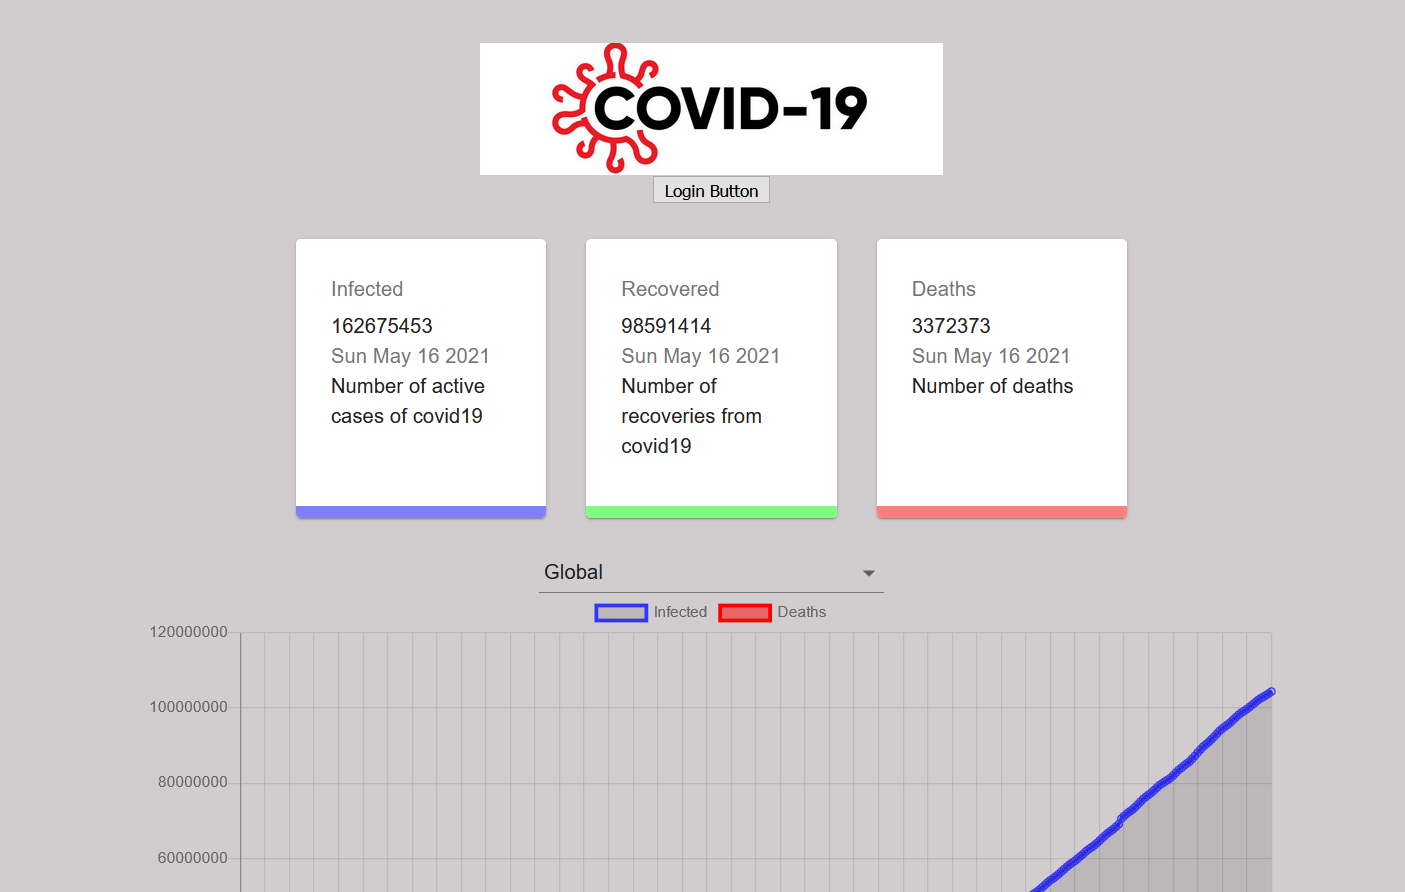 COVID-19
Login Button
Infected
162675453
Sun May 16 2021
Number of active
cases of covid19
Recovered
98591414
Sun May 16 2021
Number of
recoveries from
covid19
Deaths
3372373
Sun May 16 2021
Number of deaths
Global
Infected
Deaths
120000000
100000000
80000000
60000000